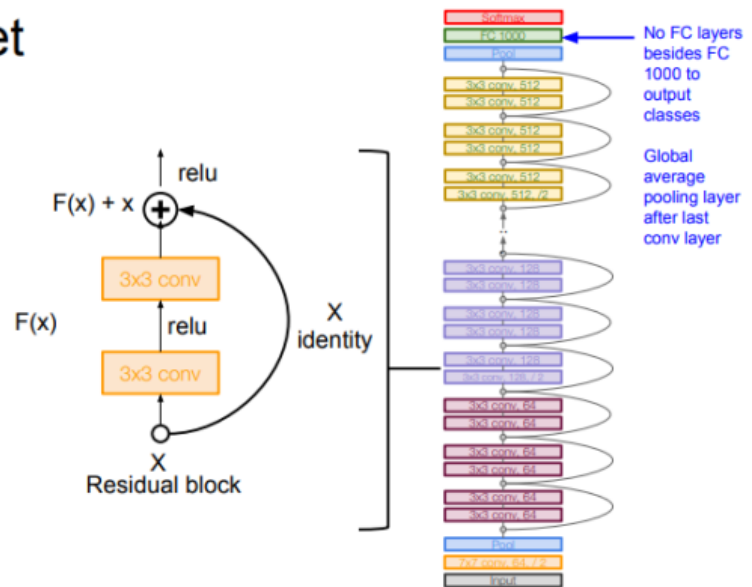 et
relu
F(x) + x
3x3 conv
F(x)
relu
X
identity
3x3 conv
X
Residual block
Softmax
FC 1000
Pool
3x3 conv, 512
3x3 conv, 512
3x3 conv, 512
3x3 conv, 512
3x3 conv, 512
3x3 conv, 512, /2
..
3x3 conv, 128
3x3 conv, 128
3x3 conv, 128
3x3 conv, 128
3x3 conv, 128
3x3 conv, 128, / 2
3x3 conv, 64
3x3 conv, 64
3x3 conv, 64
3x3 conv, 64
3x3 conv, 64
3x3 conv, 64
Pool
7x7 conv, 64, / 2
Input
No FC layers
besides FC
1000 to
output
classes
Global
average
pooling layer
after last
conv layer